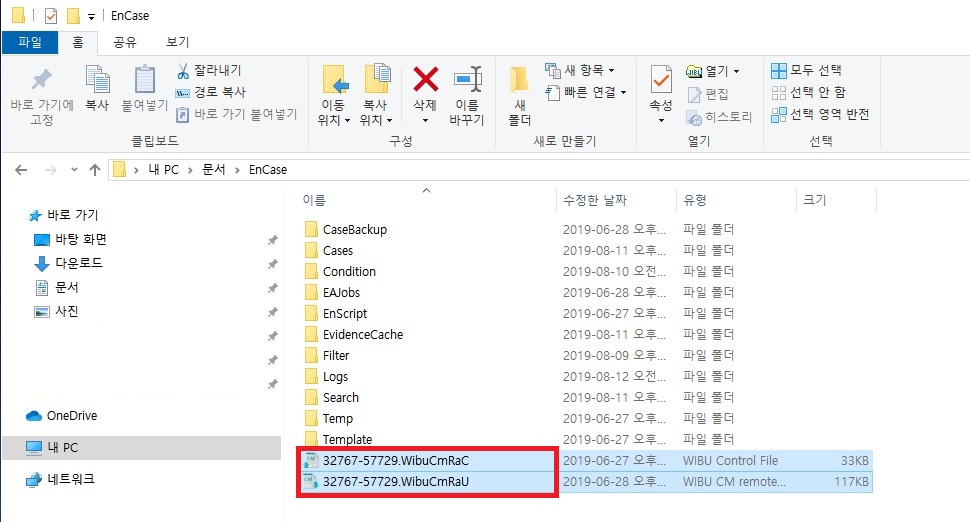 EnCase
파일 홈 공유 보기
바로 가기에 고정
복사
붙여넣기
잘라내기
경로 복사
바로 가기 붙여넣기
클립보드
이동 위치
복사 위치
삭제
이름 바꾸기
구성
새 폴더
새 항목
빠른 연결
새로 만들기
속성
열기
편집
히스토리
열기
모두 선택
선택 안 함
선택 영역 반전
선택
내 PC > 문서 > EnCase
바로 가기
바탕 화면
다운로드
문서
사진
OneDrive
내 PC
네트워크
이름 수정한 날짜 유형 크기
CaseBackup 2019-06-28 오후... 파일 폴더
Cases 2019-08-11 오후... 파일 폴더
Condition 2019-08-10 오전... 파일 폴더
EAJobs 2019-06-28 오후... 파일 폴더
EnScript 2019-06-27 오후... 파일 폴더
EvidenceCache 2019-08-11 오후... 파일 폴더
Filter 2019-08-09 오후... 파일 폴더
Logs 2019-08-12 오전... 파일 폴더
Search 2019-08-11 오후... 파일 폴더
Temp 2019-06-27 오후... 파일 폴더
Template 2019-06-27 오후... 파일 폴더
32767-57729.WibuCmRaC 2019-06-27 오후... WIBU Control File 33KB
32767-57729.WibuCmRaU 2019-06-28 오후... WIBU CM remote... 117KB